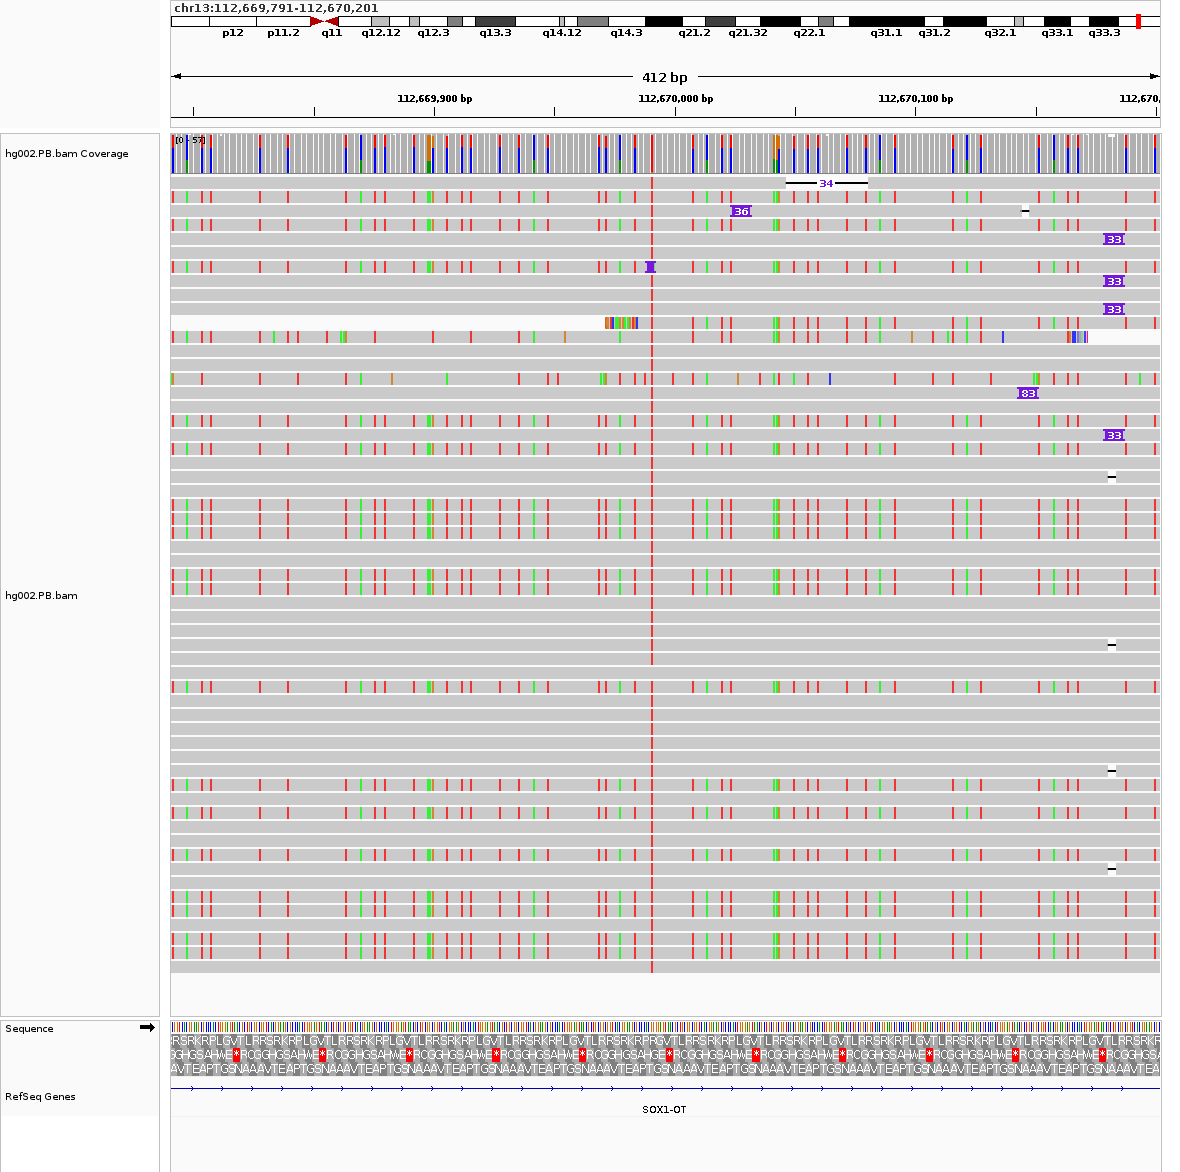 chr13:112,669,791-112,670,201
p12 p11.2 q11 q12.12 q12.3 q13.3 q14.12 q14.3 q21.2 q21.32 q22.1 q31.1 q31.2 q32.1 q33.1 q33.3
412 bp
112,669,900 bp 112,670,000 bp 112,670,100 bp 112,670,
[0 - 57]
hg002.PB.bam Coverage
34
36
33
33
33
83
33
hg002.PB.bam
Sequence
RefSeq Genes
SOX1-OT